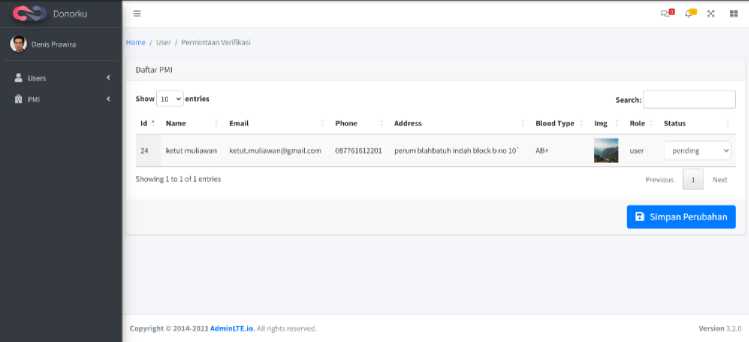 Donorku
Denis Prawira
Users
PMI
Home / User / Permintaan Verifikasi
Daftar PMI
Show 10 entries
Search:
Id Name Email Phone Address Blood Type Img Role Status
24 ketut muliawan ketut.muliawan@gmail.com 087761612201 perum blahbatuh indah block b no 10` AB+ user pending
Showing 1 to 1 of 1 entries
Previous 1 Next
Simpan Perubahan
Copyright © 2014-2021 AdminLTE.io. All rights reserved.
Version 3.2.0